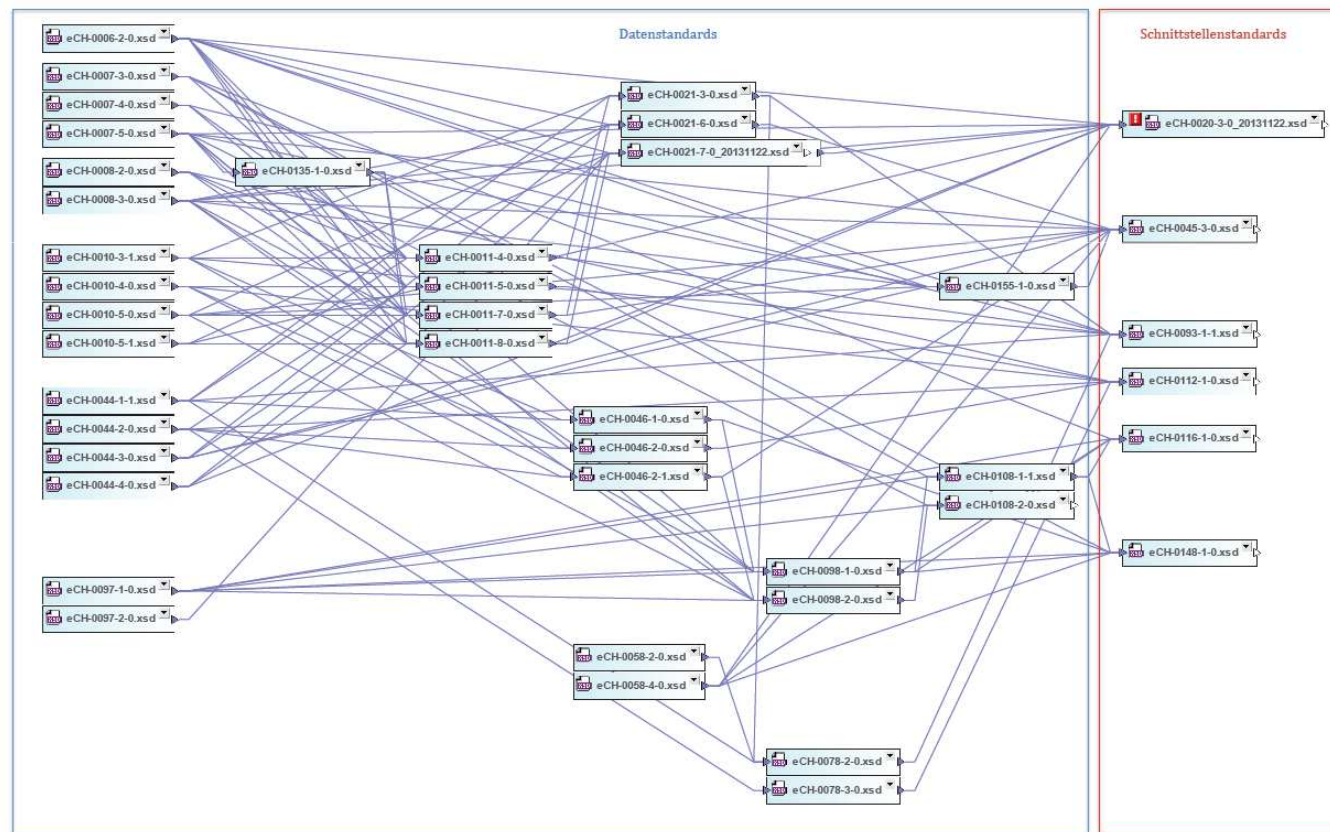 Datenstandards
Schnittstellenstandards
eCH-0006-2-0.xsd
eCH-0007-3-0.xsd
eCH-0007-4-0.xsd
eCH-0007-5-0.xsd
eCH-0008-2-0.xsd
eCH-0008-3-0.xsd
eCH-0010-3-1.xsd
eCH-0010-4-0.xsd
eCH-0010-5-0.xsd
eCH-0010-5-1.xsd
eCH-0044-1-1.xsd
eCH-0044-2-0.xsd
eCH-0044-3-0.xsd
eCH-0044-4-0.xsd
eCH-0097-1-0.xsd
eCH-0097-2-0.xsd
eCH-0135-1-0.xsd
eCH-0011-4-0.xsd
eCH-0011-5-0.xsd
eCH-0011-7-0.xsd
eCH-0011-8-0.xsd
eCH-0021-3-0.xsd
eCH-0021-6-0.xsd
eCH-0021-7-0_20131122.xsd
eCH-0046-1-0.xsd
eCH-0046-2-0.xsd
eCH-0046-2-1.xsd
eCH-0058-2-0.xsd
eCH-0058-4-0.xsd
eCH-0098-1-0.xsd
eCH-0098-2-0.xsd
eCH-0078-2-0.xsd
eCH-0078-3-0.xsd
eCH-0155-1-0.xsd
eCH-0108-1-1.xsd
eCH-0108-2-0.xsd
eCH-0020-3-0_20131122.xsd
eCH-0045-3-0.xsd
eCH-0093-1-1.xsd
eCH-0112-1-0.xsd
eCH-0116-1-0.xsd
eCH-0148-1-0.xsd